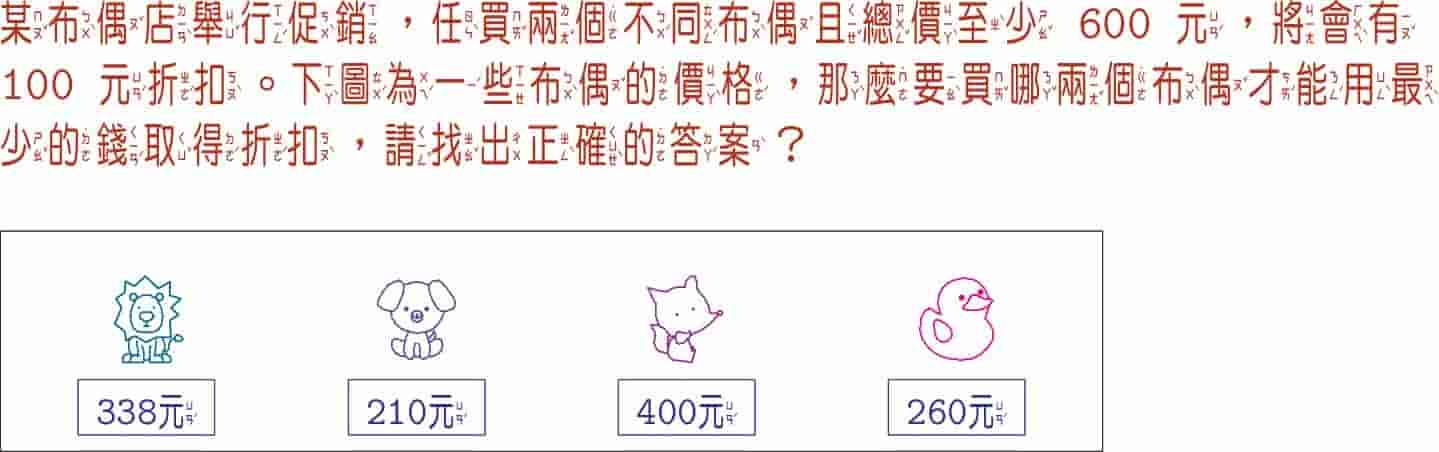 某布偶店舉行促銷，任買兩個不同布偶且總價至少 600 元，將會有
100 元折扣。下圖為一些布偶的價格，那麼要買哪兩個布偶才能用最
少的錢取得折扣，請找出正確的答案？
338元 210元 400元 260元